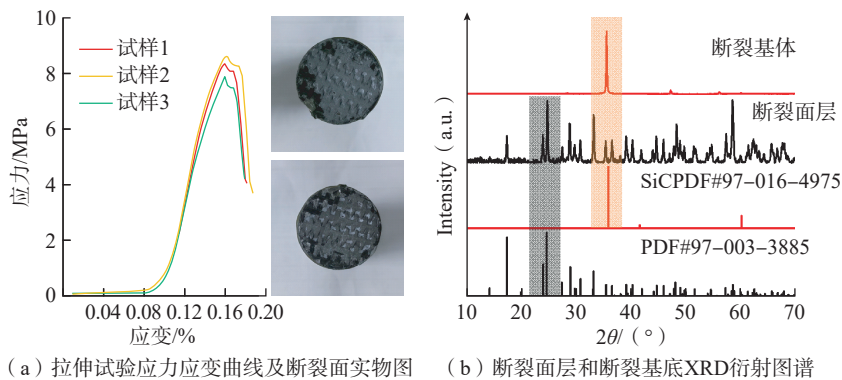 10
8
6
4
2
0
应力/MPa
试样1
试样2
试样3
0.04 0.08 0.12 0.16 0.20
应变/%
(a)拉伸试验应力应变曲线及断裂面实物图
Intensity(a.u.)
断裂基体
断裂面层
SiCPDF#97-016-4975
PDF#97-003-3885
10 20 30 40 50 60 70
2θ/(°)
(b)断裂面层和断裂基底XRD衍射图谱